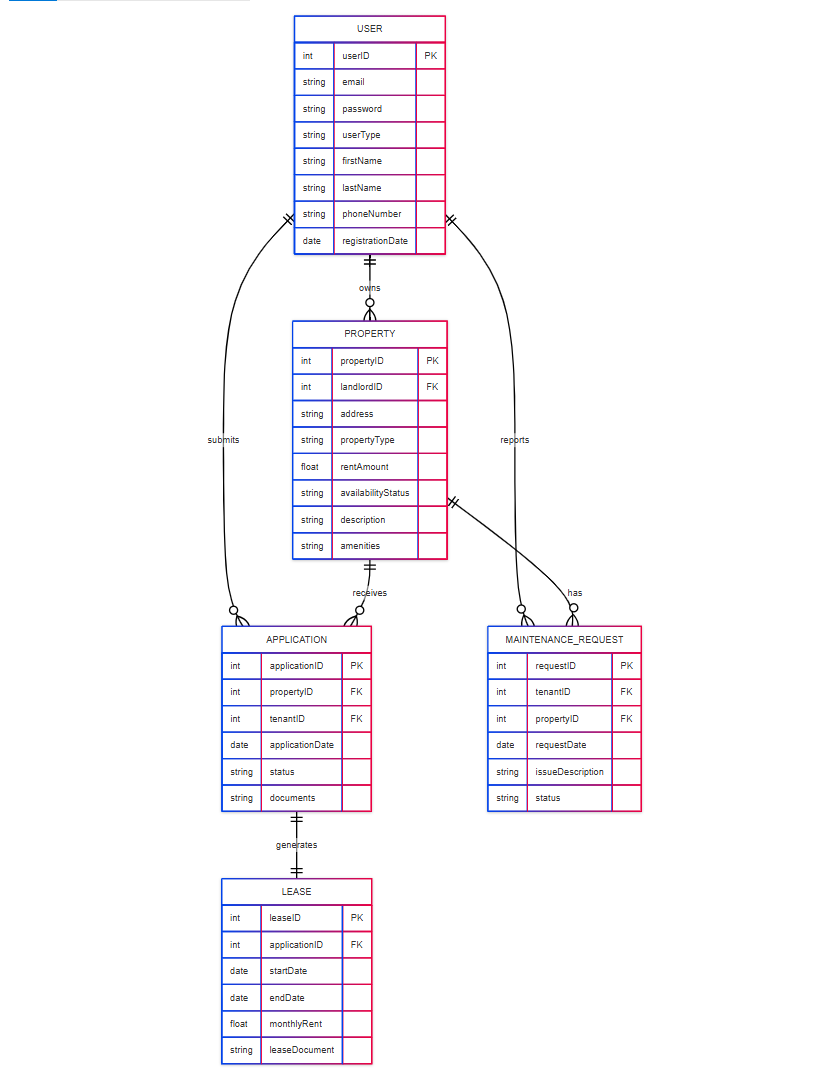 USER
int userID PK
string email
string password
string userType
string firstName
string lastName
string phoneNumber
date registrationDate
owns
PROPERTY
int propertyID PK
int landlordID FK
string address
string propertyType
float rentAmount
string availabilityStatus
string description
string amenities
submits
reports
receives
has
APPLICATION
int applicationID PK
int propertyID FK
int tenantID FK
date applicationDate
string status
string documents
MAINTENANCE_REQUEST
int requestID PK
int tenantID FK
int propertyID FK
date requestDate
string issueDescription
string status
generates
LEASE
int leaseID PK
int applicationID FK
date startDate
date endDate
float monthlyRent
string leaseDocument